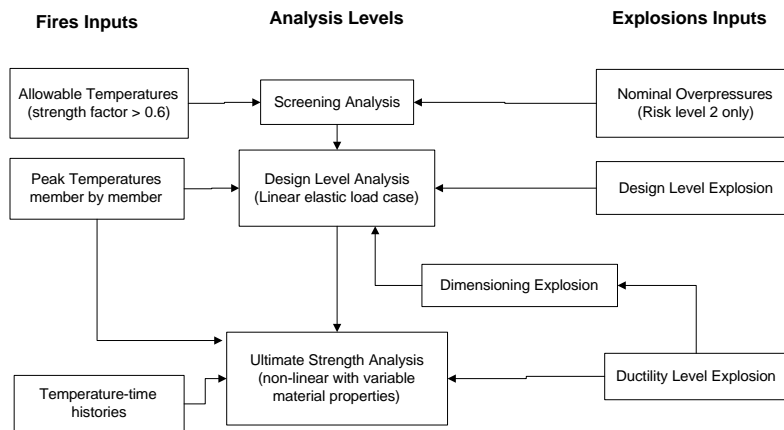 Fires Inputs
Analysis Levels
Explosions Inputs
Allowable Temperatures
(strength factor > 0.6)
Screening Analysis
Nominal Overpressures
(Risk level 2 only)
Peak Temperatures
member by member
Design Level Analysis
(Linear elastic load case)
Design Level Explosion
Dimensioning Explosion
Ultimate Strength Analysis
(non-linear with variable
material properties)
Ductility Level Explosion
Temperature-time
histories